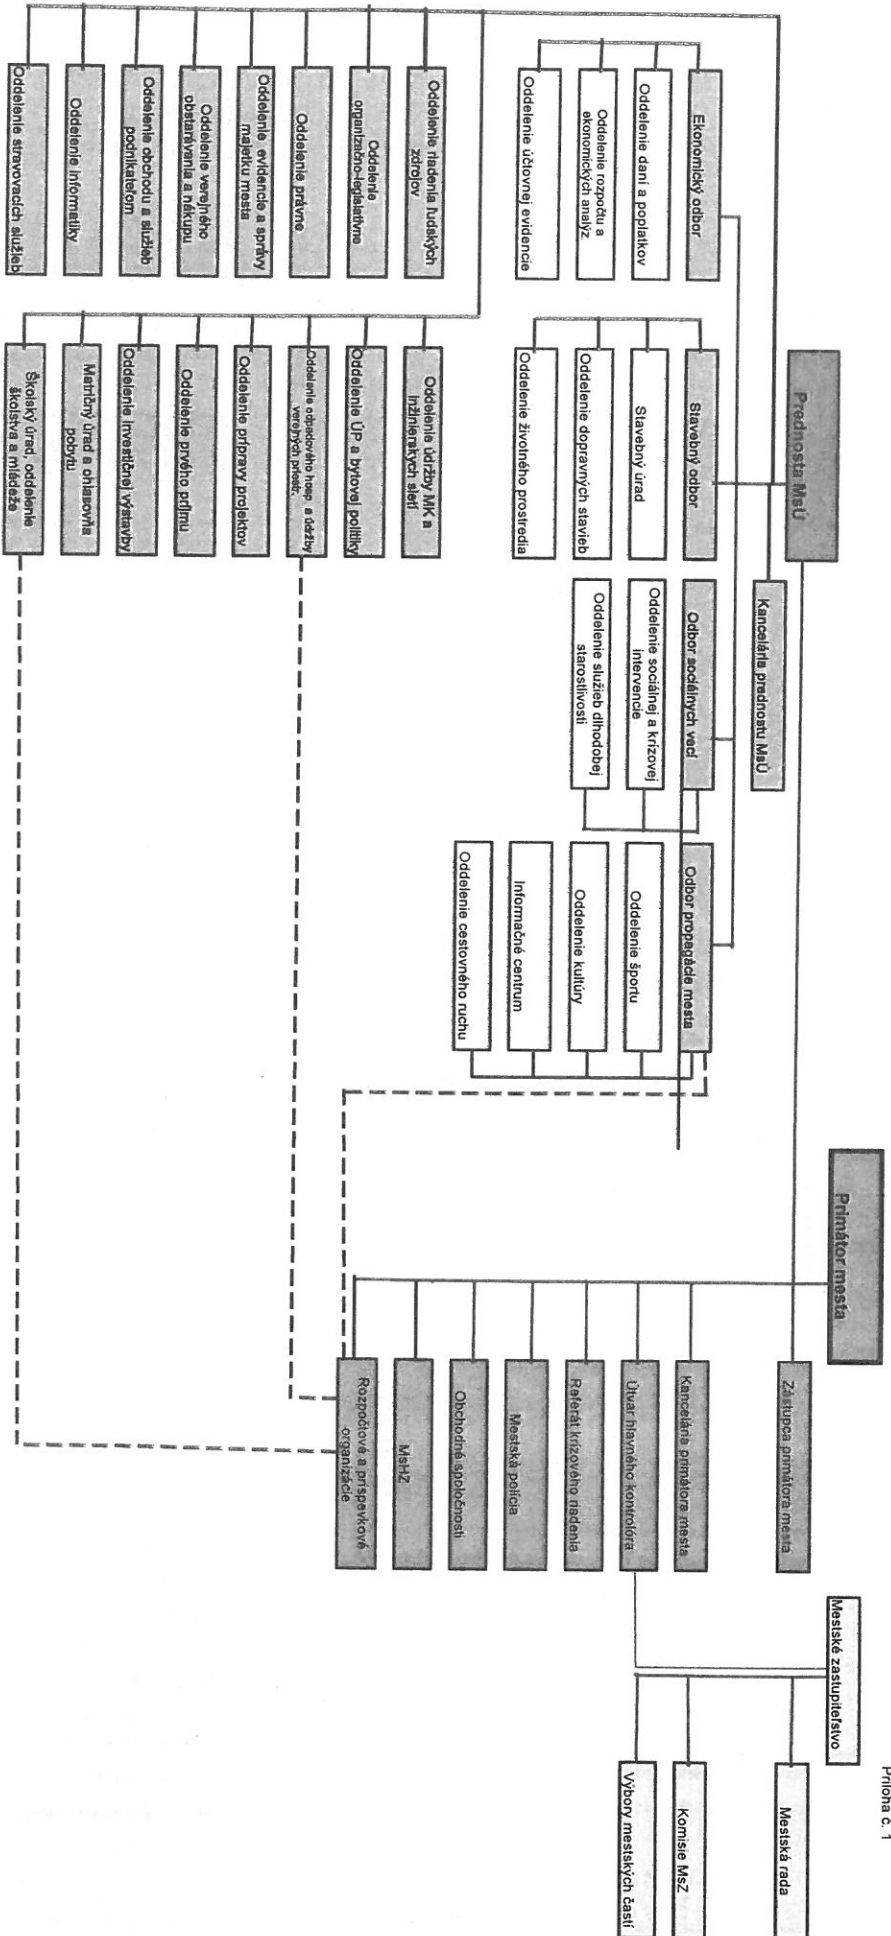 Príloha č. 1
Primátor mesta
Mestské zastupiteľstvo
Prednosta MsÚ
Zástupca primátora mesta
Mestská rada
Kancelária prednostu MsÚ
Kancelária primátora mesta
Komisie MsZ
Útvar hlavného kontrolóra
Výbory mestských častí
Referát krízového riadenia
Mestská polícia
Obchodné spoločnosti
MsHZ
Rozpočtové a príspevkové
organizácie
Ekonomický odbor
Oddelenie daní a poplatkov
Oddelenie rozpočtu a
ekonomických analýz
Oddelenie účtovnej evidencie
Stavebný odbor
Stavebný úrad
Oddelenie dopravných stavieb
Oddelenie životného prostredia
Odbor sociálnych vecí
Oddelenie sociálnej a krízovej
intervencie
Oddelenie služieb dlhodobej
starostlivosti
Odbor propagácie mesta
Oddelenie športu
Oddelenie kultúry
Informačné centrum
Oddelenie cestovného ruchu
Oddelenie riadenia ľudských
zdrojov
Oddelenie
organizačno-legislatívne
Oddelenie právne
Oddelenie evidencie a správy
majetku mesta
Oddelenie verejného
obstarávania a nákupu
Oddelenie obchodu a služieb
podnikateľom
Oddelenie informatiky
Oddelenie stravovacích služieb
Oddelenie údržby MK a
inžinierskych sietí
Oddelenie ÚP a bytovej politiky
Oddelenie odpadového hosp. a údržby
verejných priestr.
Oddelenie prípravy projektov
Oddelenie prvého príjmu
Oddelenie investičnej výstavby
Matričný úrad a ohlasovňa
pobytu
Školský úrad, oddelenie
školstva a mládeže